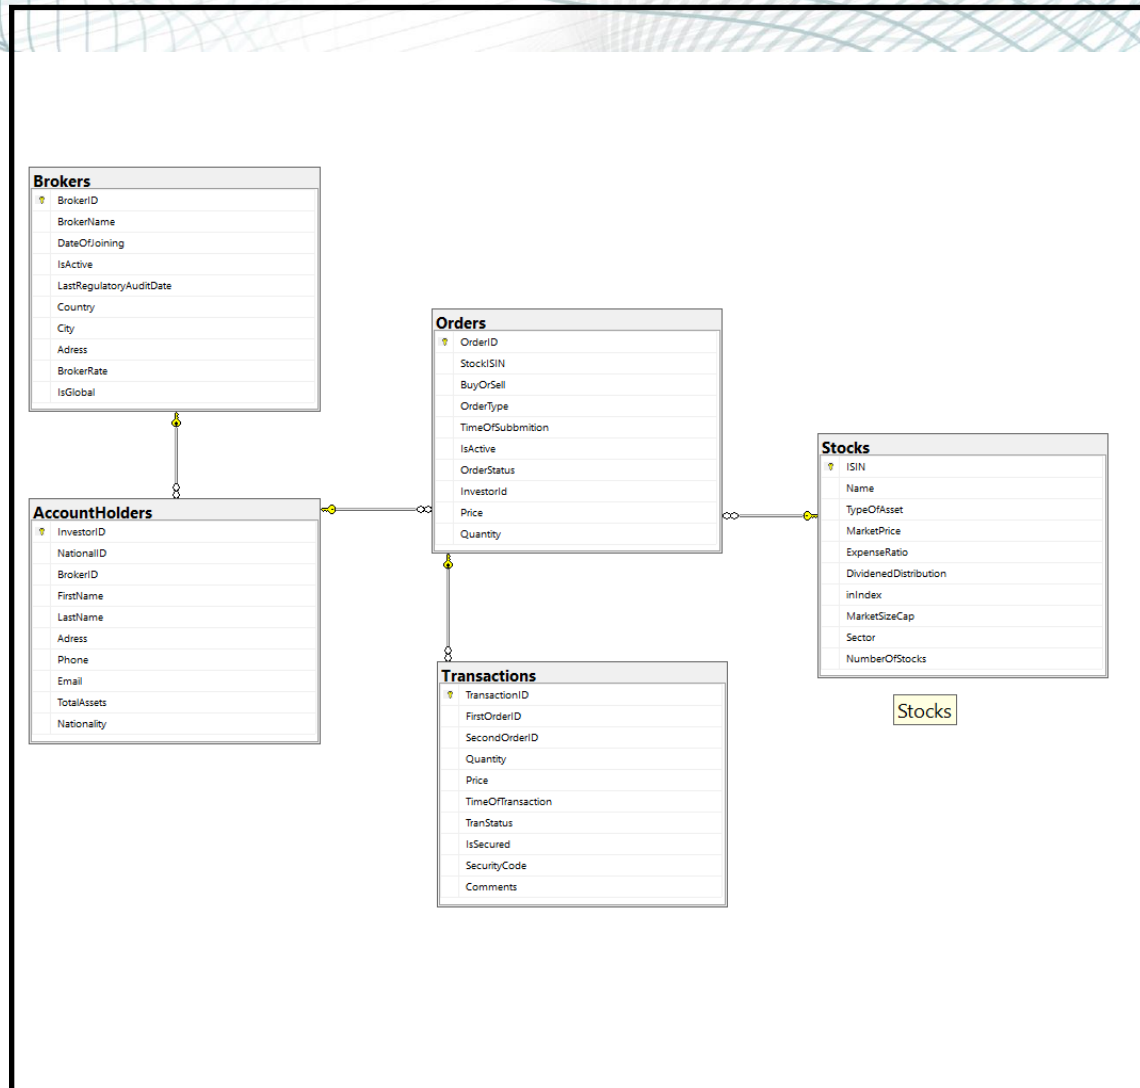 Brokers
BrokerID
BrokerName
DateOfJoining
IsActive
LastRegulatoryAuditDate
Country
City
Adress
BrokerRate
IsGlobal
AccountHolders
InvestorID
NationalID
BrokerID
FirstName
LastName
Adress
Phone
Email
TotalAssets
Nationality
Orders
OrderID
StockISIN
BuyOrSell
OrderType
TimeOfSubbmition
IsActive
OrderStatus
InvestorId
Price
Quantity
Transactions
TransactionID
FirstOrderID
SecondOrderID
Quantity
Price
TimeOfTransaction
TranStatus
IsSecured
SecurityCode
Comments
Stocks
ISIN
Name
TypeOfAsset
MarketPrice
ExpenseRatio
DividenedDistribution
inIndex
MarketSizeCap
Sector
NumberOfStocks
Stocks